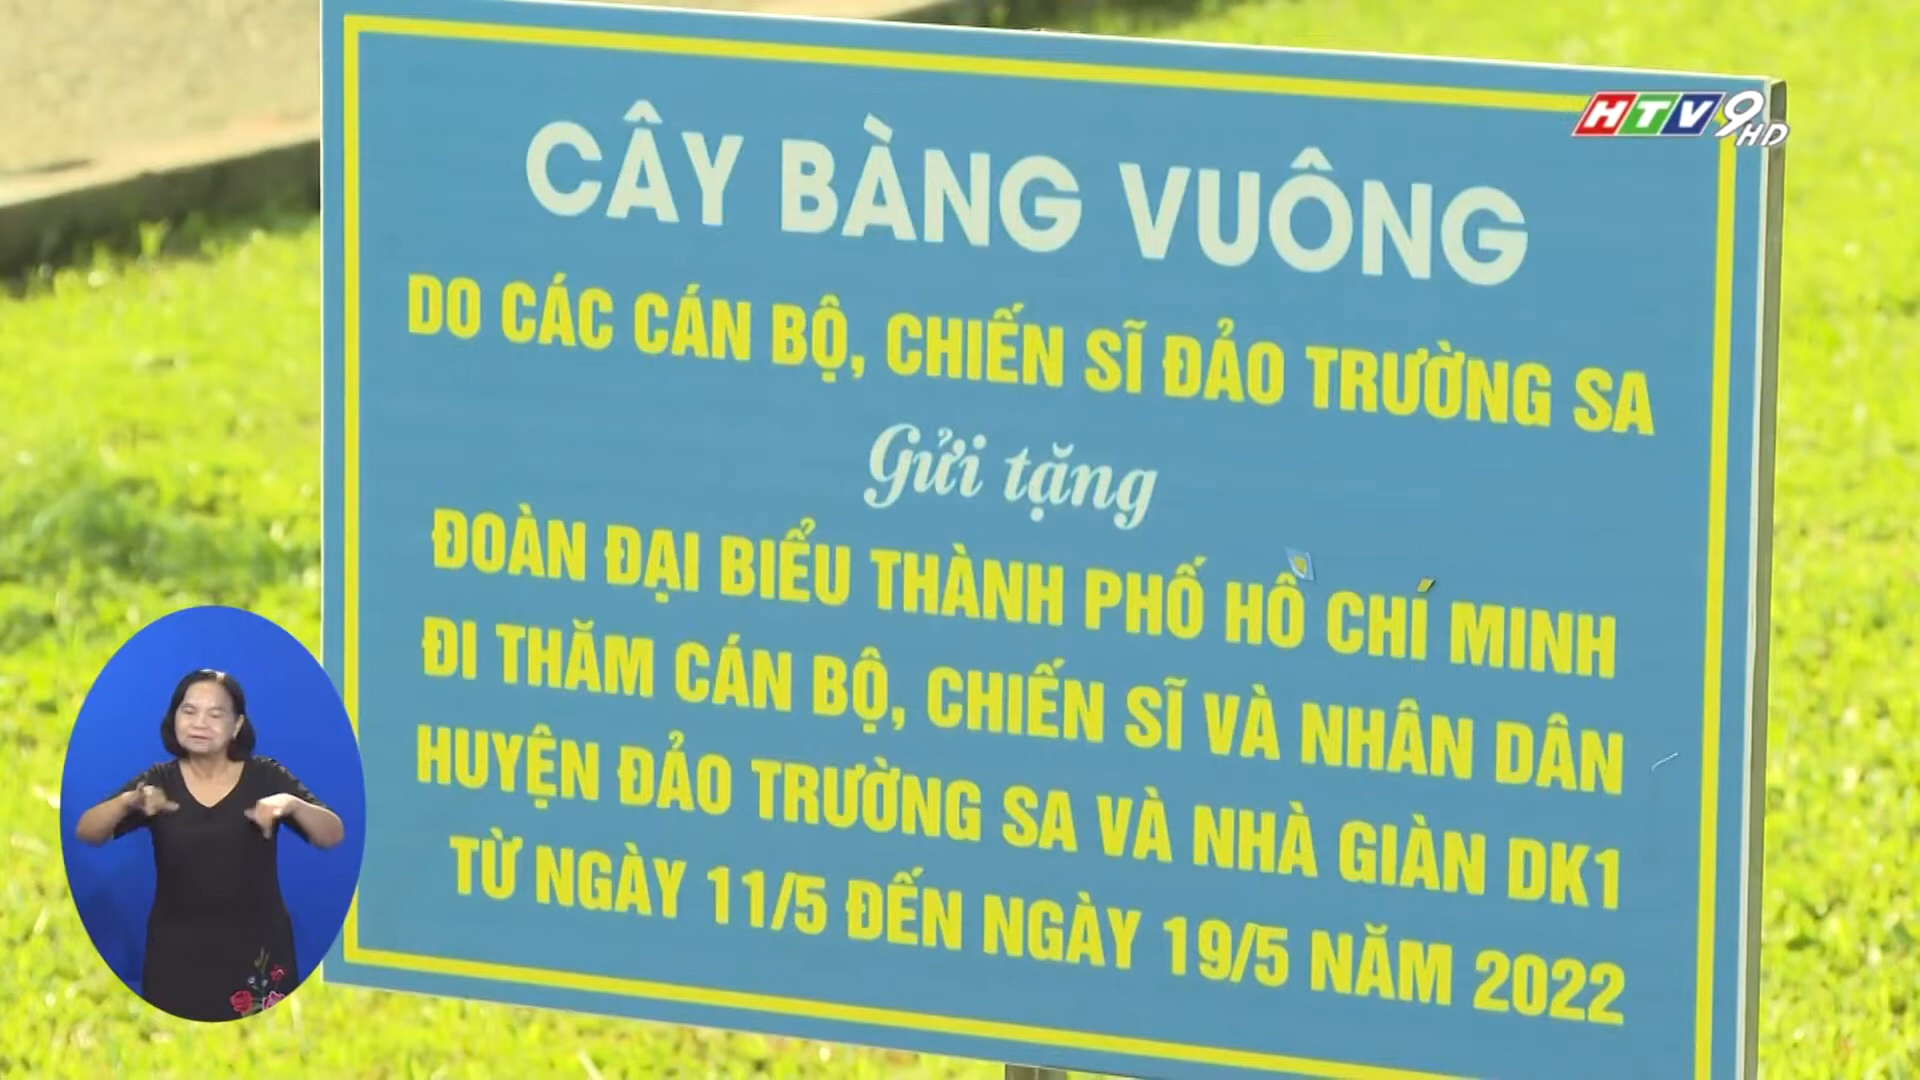 HTV9 HD
CÂY BÀNG VUÔNG
DO CÁC CÁN BỘ, CHIẾN SĨ ĐẢO TRƯỜNG SA
Gửi tặng
ĐOÀN ĐẠI BIỂU THÀNH PHỐ HỒ CHÍ MINH
ĐI THĂM CÁN BỘ, CHIẾN SĨ VÀ NHÂN DÂN
HUYỆN ĐẢO TRƯỜNG SA VÀ NHÀ GIÀN DK1
TỪ NGÀY 11/5 ĐẾN NGÀY 19/5 NĂM 2022